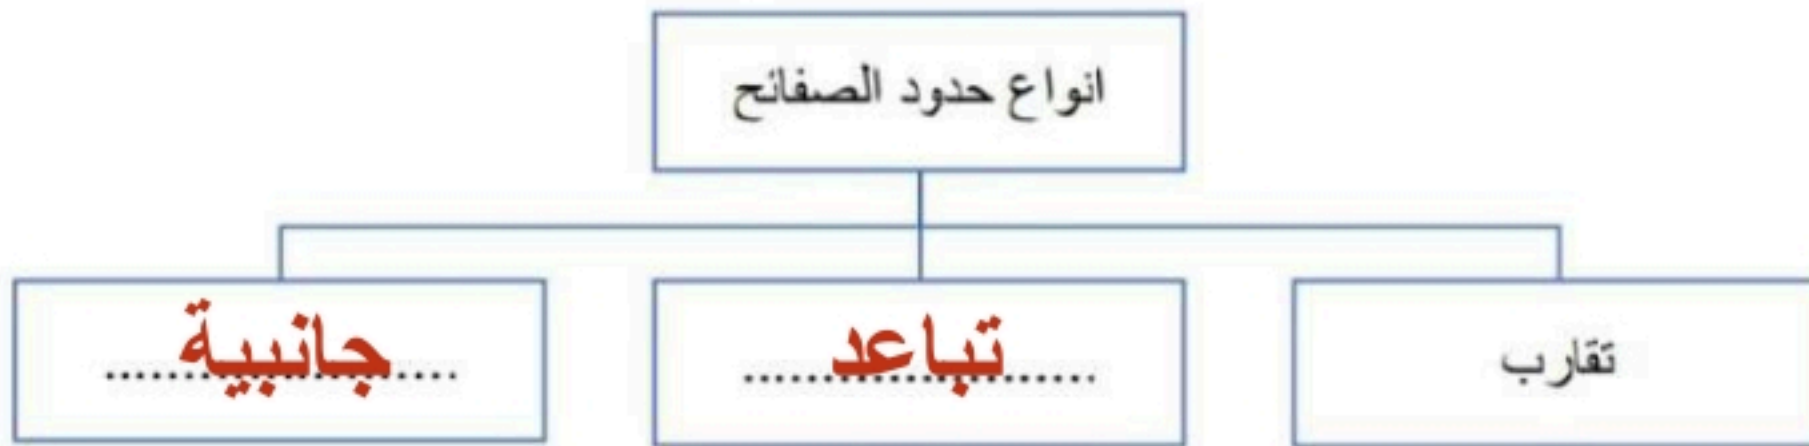 انواع حدود الصفائح
تقارب
تباعد
جانبية